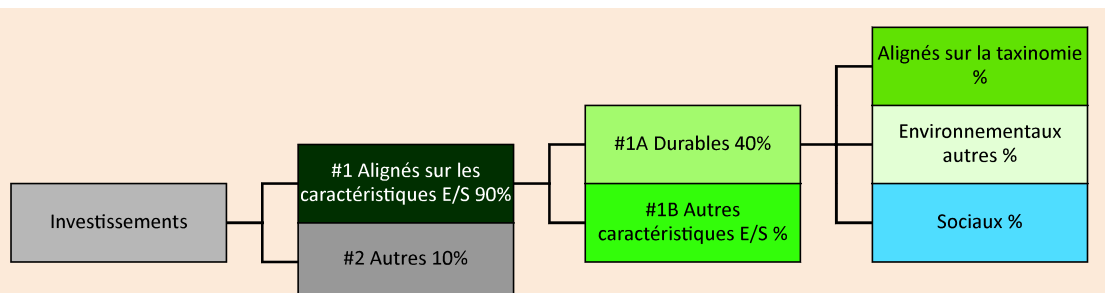 Investissements
#1 Alignés sur les
caractéristiques E/S 90%
#2 Autres 10%
#1A Durables 40%
#1B Autres
caractéristiques E/S %
Alignés sur la taxinomie
%
Environnementaux
autres %
Sociaux %